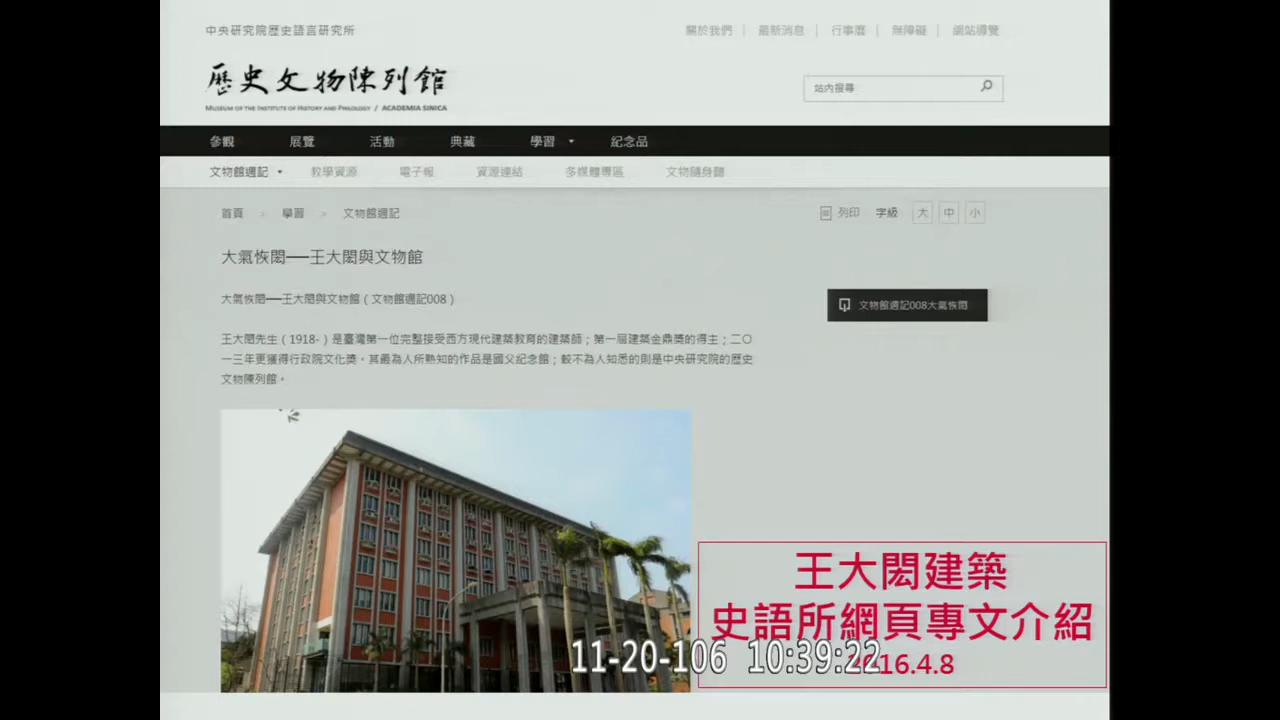 中央研究院歷史語言研究所
關於我們 | 最新消息 | 行事曆 | 無障礙 | 網站導覽
歷史文物陳列館
MUSEUM OF THE INSTITUTE OF HISTORY AND PHILOLOGY / ACADEMIA SINICA
站內搜尋
參觀 展覽 活動 典藏 學習 紀念品
文物館週記 教學資源 電子報 資源連結 多媒體專區 文物隨身聽
首頁 > 學習 > 文物館週記
列印 字級 大 中 小
大氣恢閎──王大閎與文物館
大氣恢閎──王大閎與文物館(文物館週記008)
文物館週記008大氣恢閎
王大閎先生(1918-)是臺灣第一位完整接受西方現代建築教育的建築師;第一屆建築金鼎獎的得主;二〇
一三年更獲得行政院文化獎。其最為人所熟知的作品是國父紀念館;較不為人知悉的則是中央研究院的歷史
文物陳列館。
王大閎建築
史語所網頁專文介紹
2016.4.8
11-20-106 10:39:22